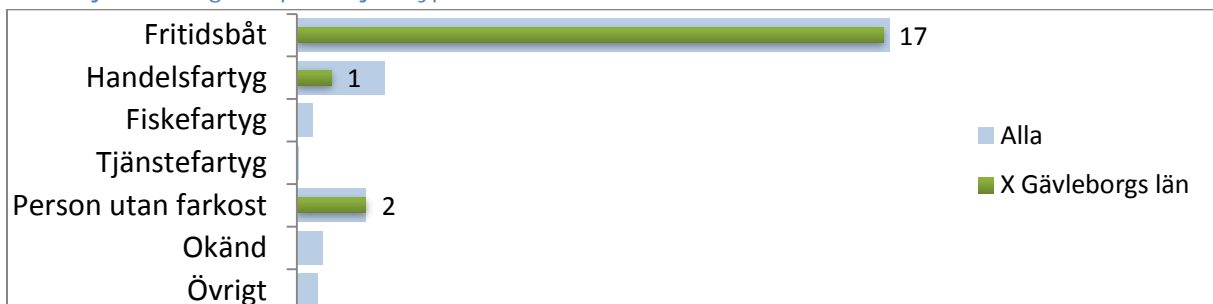 Fritidsbåt 17
Handelsfartyg 1
Fiskefartyg
Alla
Tjänstefartyg
X Gävleborgs län
Person utan farkost 2
Okänd
Övrigt